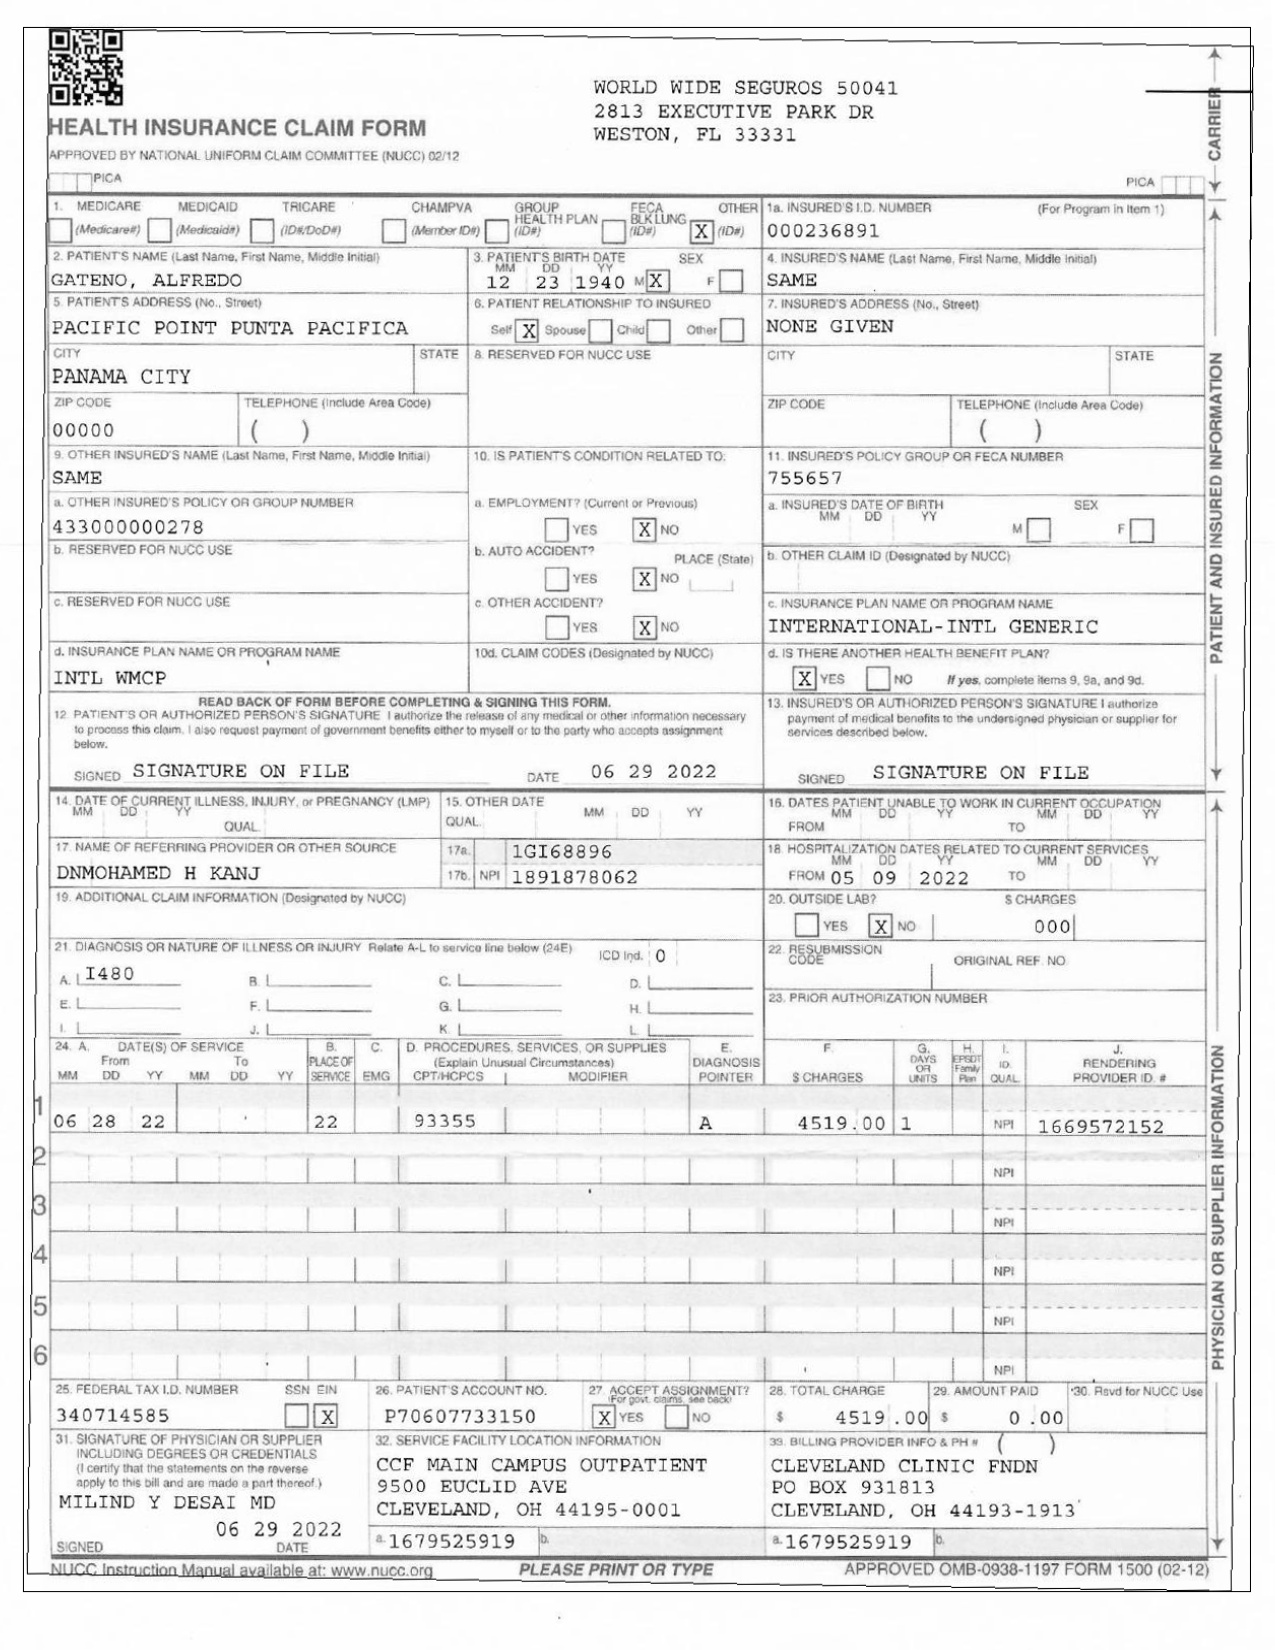 WORLD WIDE SEGUROS 50041
2813 EXECUTIVE PARK DR
WESTON, FL 33331
HEALTH INSURANCE CLAIM FORM
APPROVED BY NATIONAL UNIFORM CLAIM COMMITTEE (NUCC) 02/12
PICA PICA
CARRIER
1. MEDICARE MEDICAID TRICARE CHAMPVA GROUP HEALTH PLAN FECA BLK LUNG OTHER
(Medicare#) (Medicaid#) (ID#/DoD#) (Member ID#) (ID#) (ID#) X (ID#)
1a. INSURED'S I.D. NUMBER (For Program in Item 1)
000236891
2. PATIENT'S NAME (Last Name, First Name, Middle Initial)
GATENO, ALFREDO
3. PATIENT'S BIRTH DATE SEX
MM DD YY
12 23 1940 M X F
4. INSURED'S NAME (Last Name, First Name, Middle Initial)
SAME
5. PATIENT'S ADDRESS (No., Street)
PACIFIC POINT PUNTA PACIFICA
6. PATIENT RELATIONSHIP TO INSURED
Self X Spouse Child Other
7. INSURED'S ADDRESS (No., Street)
NONE GIVEN
CITY STATE
PANAMA CITY
8. RESERVED FOR NUCC USE
CITY STATE
ZIP CODE TELEPHONE (Include Area Code)
00000 ( )
ZIP CODE TELEPHONE (Include Area Code)
( )
9. OTHER INSURED'S NAME (Last Name, First Name, Middle Initial)
SAME
10. IS PATIENT'S CONDITION RELATED TO:
11. INSURED'S POLICY GROUP OR FECA NUMBER
755657
a. OTHER INSURED'S POLICY OR GROUP NUMBER
433000000278
a. EMPLOYMENT? (Current or Previous)
YES X NO
a. INSURED'S DATE OF BIRTH SEX
MM DD YY
M F
b. RESERVED FOR NUCC USE
b. AUTO ACCIDENT? PLACE (State)
YES X NO
b. OTHER CLAIM ID (Designated by NUCC)
c. RESERVED FOR NUCC USE
c. OTHER ACCIDENT?
YES X NO
c. INSURANCE PLAN NAME OR PROGRAM NAME
INTERNATIONAL-INTL GENERIC
d. INSURANCE PLAN NAME OR PROGRAM NAME
INTL WMCP
10d. CLAIM CODES (Designated by NUCC)
d. IS THERE ANOTHER HEALTH BENEFIT PLAN?
X YES NO If yes, complete items 9, 9a, and 9d.
READ BACK OF FORM BEFORE COMPLETING & SIGNING THIS FORM.
12. PATIENT'S OR AUTHORIZED PERSON'S SIGNATURE I authorize the release of any medical or other information necessary
to process this claim. I also request payment of government benefits either to myself or to the party who accepts assignment
below.
SIGNED SIGNATURE ON FILE DATE 06 29 2022
13. INSURED'S OR AUTHORIZED PERSON'S SIGNATURE I authorize
payment of medical benefits to the undersigned physician or supplier for
services described below.
SIGNED SIGNATURE ON FILE
PATIENT AND INSURED INFORMATION
14. DATE OF CURRENT ILLNESS, INJURY, or PREGNANCY (LMP)
MM DD YY
QUAL.
15. OTHER DATE
QUAL. MM DD YY
16. DATES PATIENT UNABLE TO WORK IN CURRENT OCCUPATION
MM DD YY MM DD YY
FROM TO
17. NAME OF REFERRING PROVIDER OR OTHER SOURCE
DNMOHAMED H KANJ
17a. 1GI68896
17b. NPI 1891878062
18. HOSPITALIZATION DATES RELATED TO CURRENT SERVICES
MM DD YY MM DD YY
FROM 05 09 2022 TO
19. ADDITIONAL CLAIM INFORMATION (Designated by NUCC)
20. OUTSIDE LAB? $ CHARGES
YES X NO 000
21. DIAGNOSIS OR NATURE OF ILLNESS OR INJURY Relate A-L to service line below (24E) ICD Ind. 0
A. I480 B. C. D.
E. F. G. H.
I. J. K. L.
22. RESUBMISSION CODE ORIGINAL REF. NO
23. PRIOR AUTHORIZATION NUMBER
24. A. DATE(S) OF SERVICE B. C. D. PROCEDURES, SERVICES, OR SUPPLIES E. F. G. H. I. J.
From To PLACE OF (Explain Unusual Circumstances) DIAGNOSIS DAYS OR EPSDT Family ID. RENDERING
MM DD YY MM DD YY SERVICE EMG CPT/HCPCS MODIFIER POINTER $ CHARGES UNITS Plan QUAL. PROVIDER ID. #
1
06 28 22 22 93355 A 4519.00 1 NPI 1669572152
2 NPI
3 NPI
4 NPI
5 NPI
6 NPI
25. FEDERAL TAX I.D. NUMBER SSN EIN
340714585 X
26. PATIENT'S ACCOUNT NO.
P70607733150
27. ACCEPT ASSIGNMENT?
(For govt. claims, see back)
X YES NO
28. TOTAL CHARGE
$ 4519.00
29. AMOUNT PAID
$ 0.00
30. Rsvd for NUCC Use
31. SIGNATURE OF PHYSICIAN OR SUPPLIER
INCLUDING DEGREES OR CREDENTIALS
(I certify that the statements on the reverse
apply to this bill and are made a part thereof.)
MILIND Y DESAI MD
06 29 2022
SIGNED DATE
32. SERVICE FACILITY LOCATION INFORMATION
CCF MAIN CAMPUS OUTPATIENT
9500 EUCLID AVE
CLEVELAND, OH 44195-0001
a. 1679525919 b.
33. BILLING PROVIDER INFO & PH # ( )
CLEVELAND CLINIC FNDN
PO BOX 931813
CLEVELAND, OH 44193-1913
a. 1679525919 b.
PHYSICIAN OR SUPPLIER INFORMATION
NUCC Instruction Manual available at: www.nucc.org PLEASE PRINT OR TYPE APPROVED OMB-0938-1197 FORM 1500 (02-12)